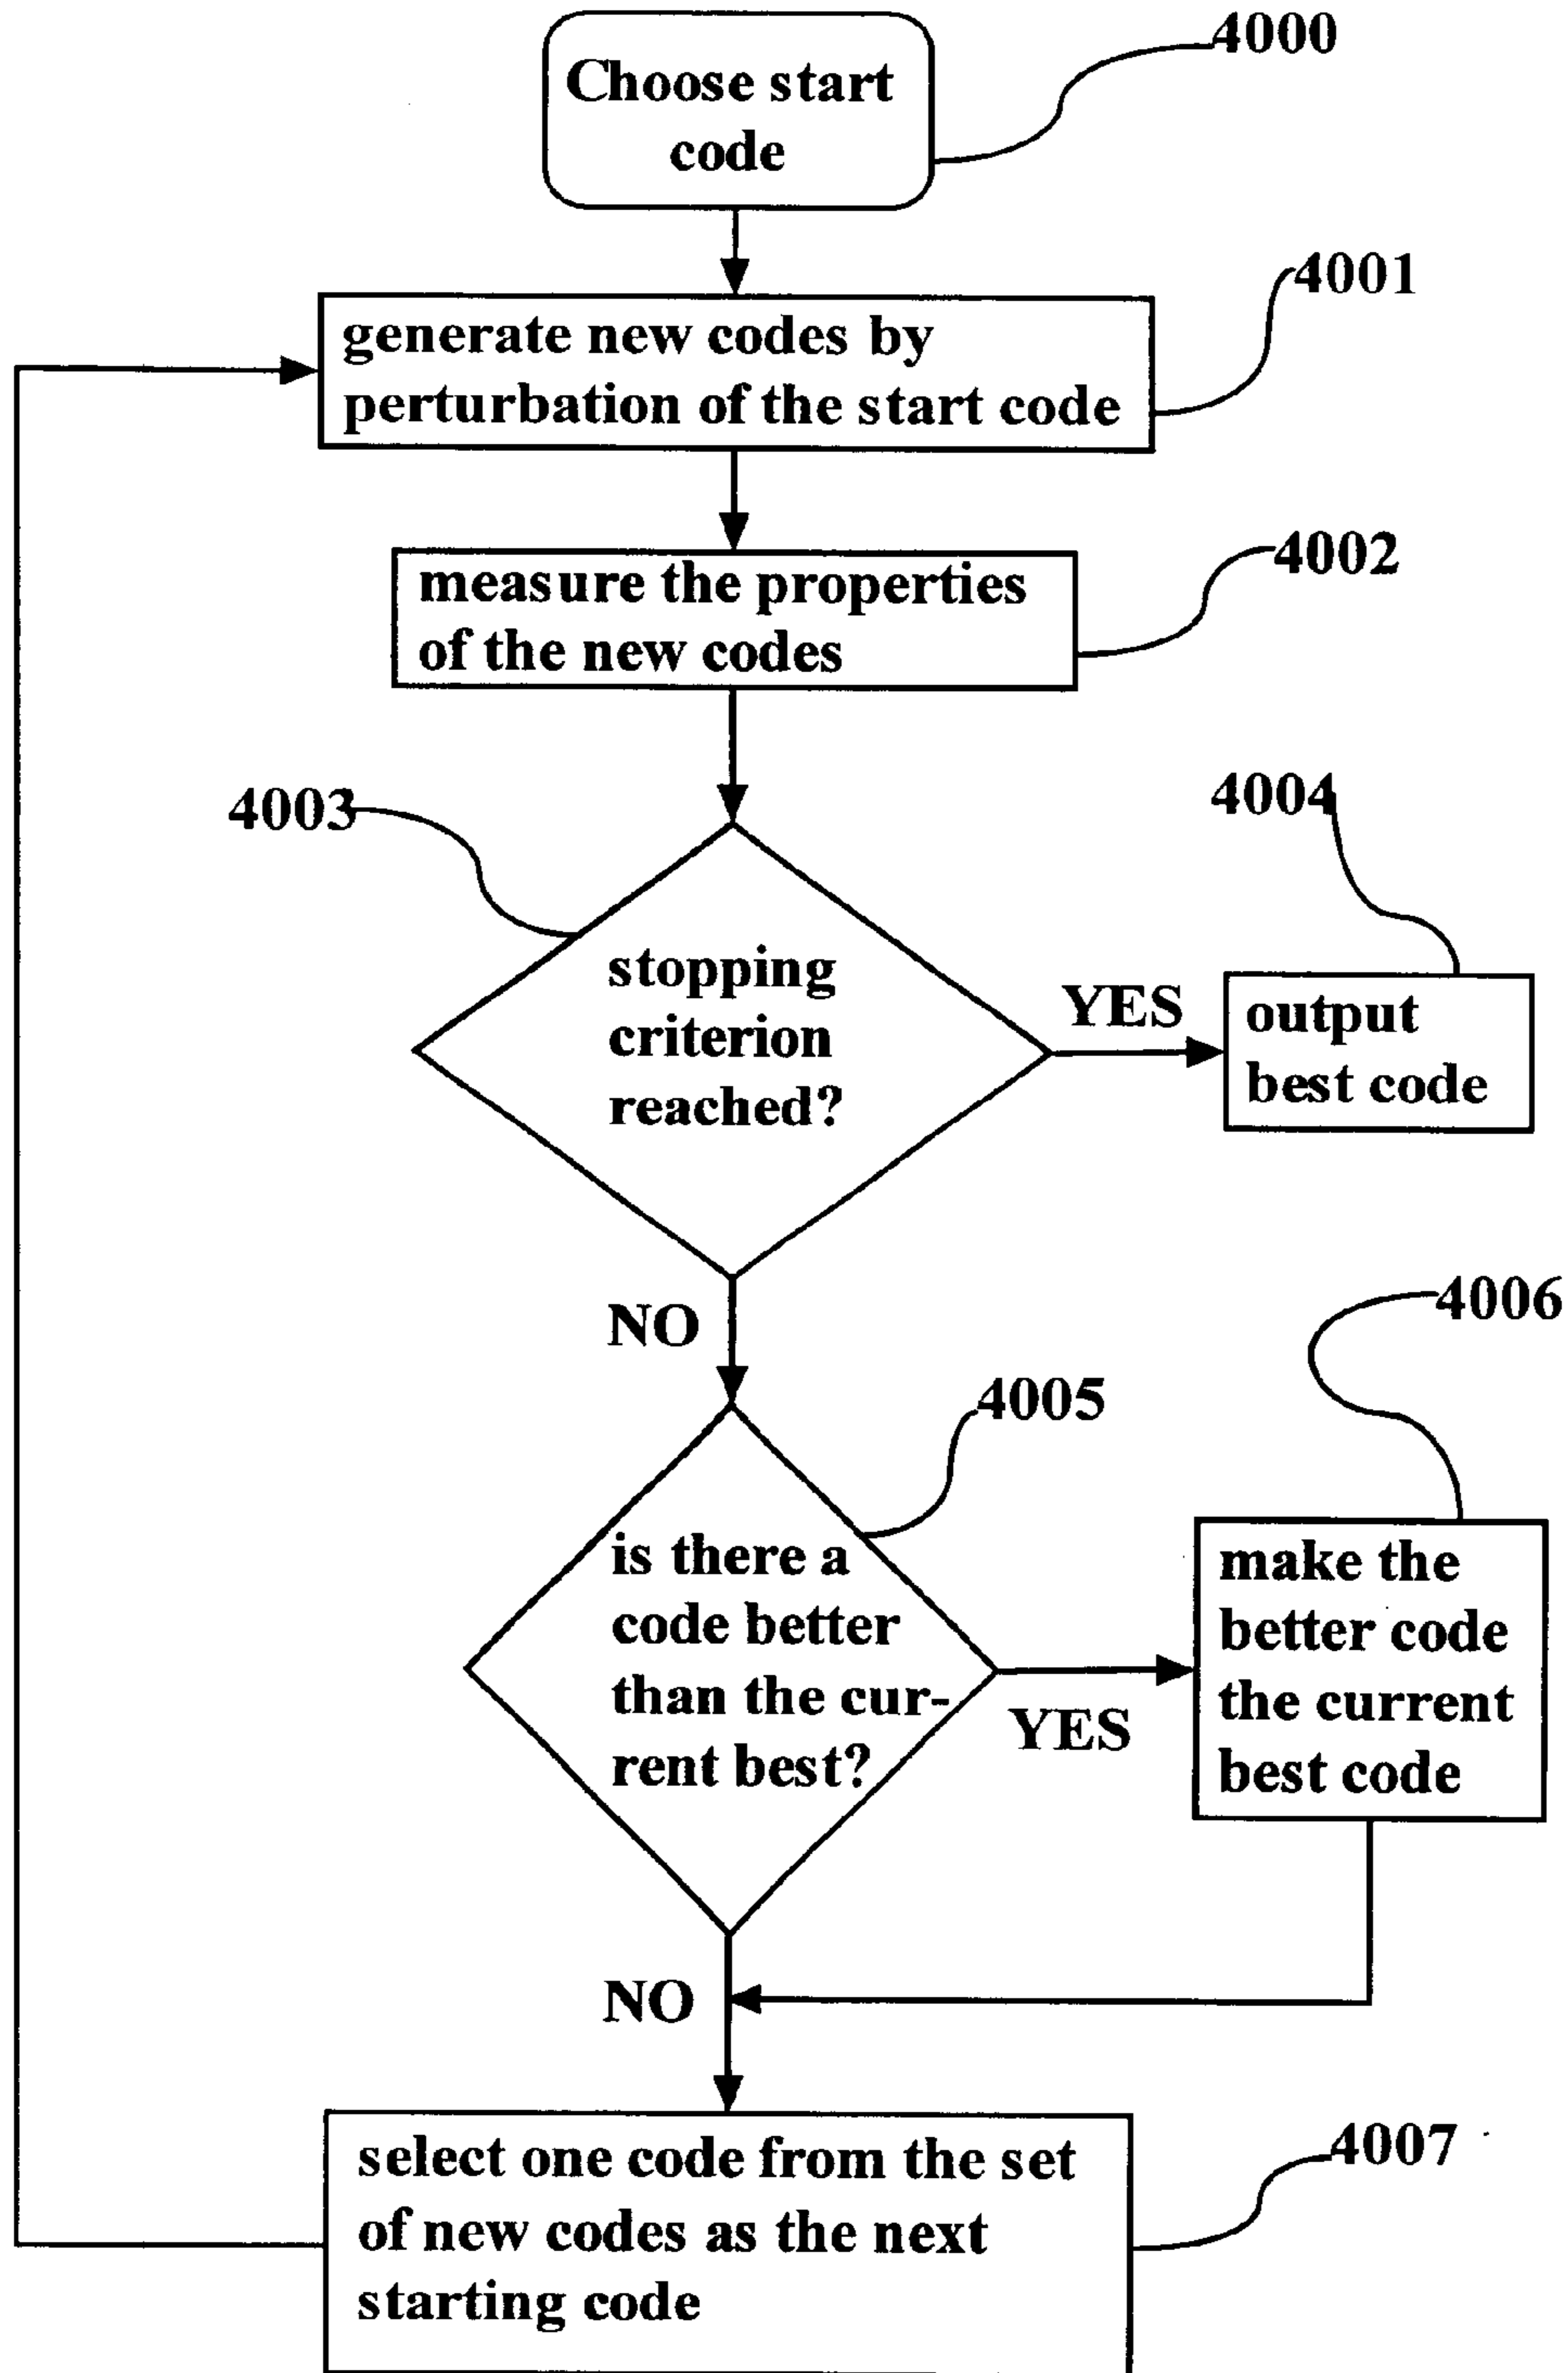 4000
Choose start
code
4001
generate new codes by
perturbation of the start code
4002
measure the properties
of the new codes
4003
4004
stopping
criterion
reached?
YES
output
best code
NO
4006
4005
is there a
code better
than the cur-
rent best?
YES
make the
better code
the current
best code
NO
4007
select one code from the set
of new codes as the next
starting code